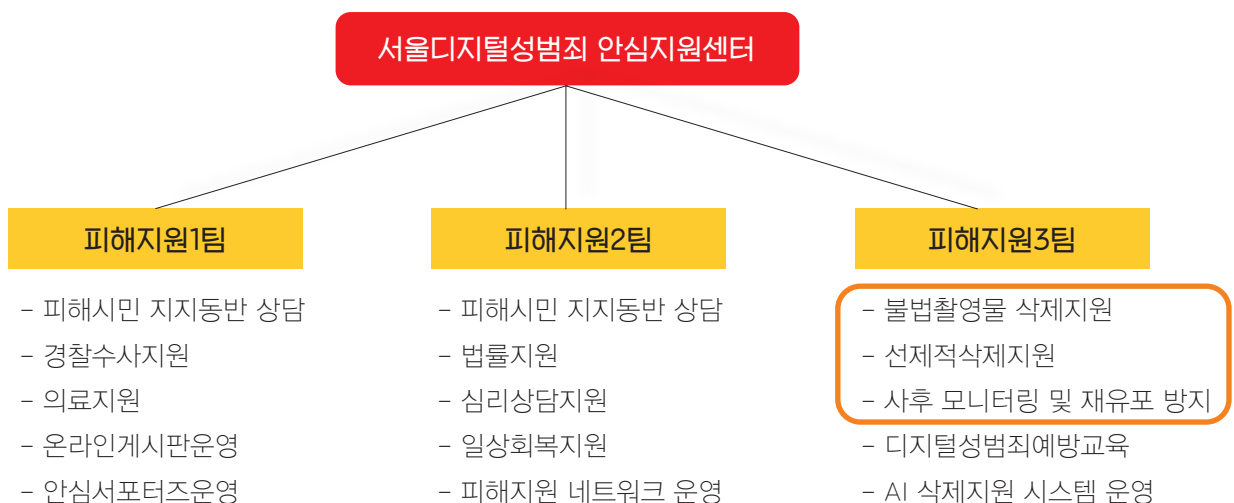 서울디지털성범죄 안심지원센터
피해지원1팀
- 피해시민 지지동반 상담
- 경찰수사지원
- 의료지원
- 온라인게시판운영
- 안심서포터즈운영
피해지원2팀
- 피해시민 지지동반 상담
- 법률지원
- 심리상담지원
- 일상회복지원
- 피해지원 네트워크 운영
피해지원3팀
- 불법촬영물 삭제지원
- 선제적삭제지원
- 사후 모니터링 및 재유포 방지
- 디지털성범죄예방교육
- AI 삭제지원 시스템 운영